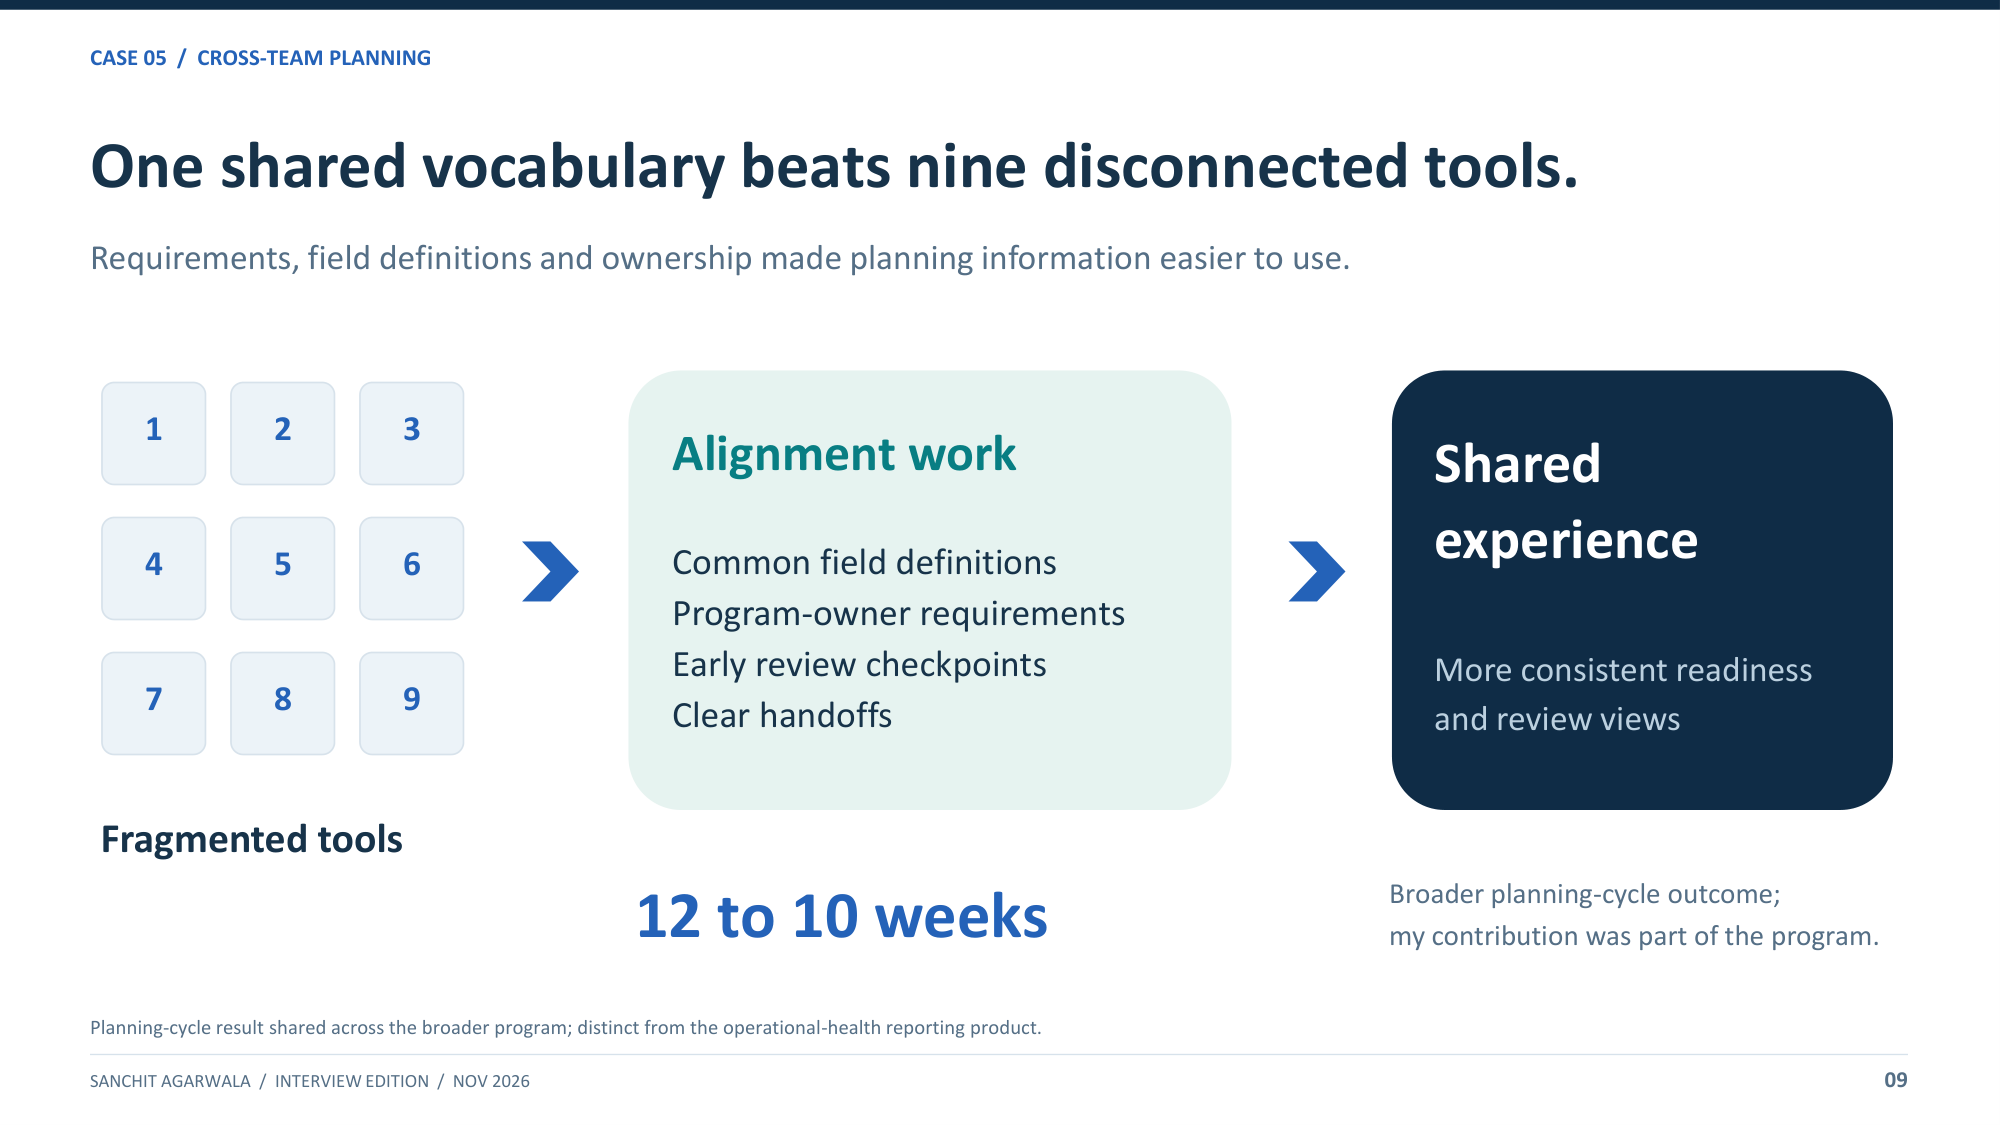 CASE 05 / CROSS-TEAM PLANNING
One shared vocabulary beats nine disconnected tools.
Requirements, field definitions and ownership made planning information easier to use.
1 2 3
4 5 6
7 8 9
Fragmented tools
Alignment work
Common field definitions
Program-owner requirements
Early review checkpoints
Clear handoffs
Shared
experience
More consistent readiness
and review views
12 to 10 weeks
Broader planning-cycle outcome;
my contribution was part of the program.
Planning-cycle result shared across the broader program; distinct from the operational-health reporting product.
SANCHIT AGARWALA / INTERVIEW EDITION / NOV 2026
09